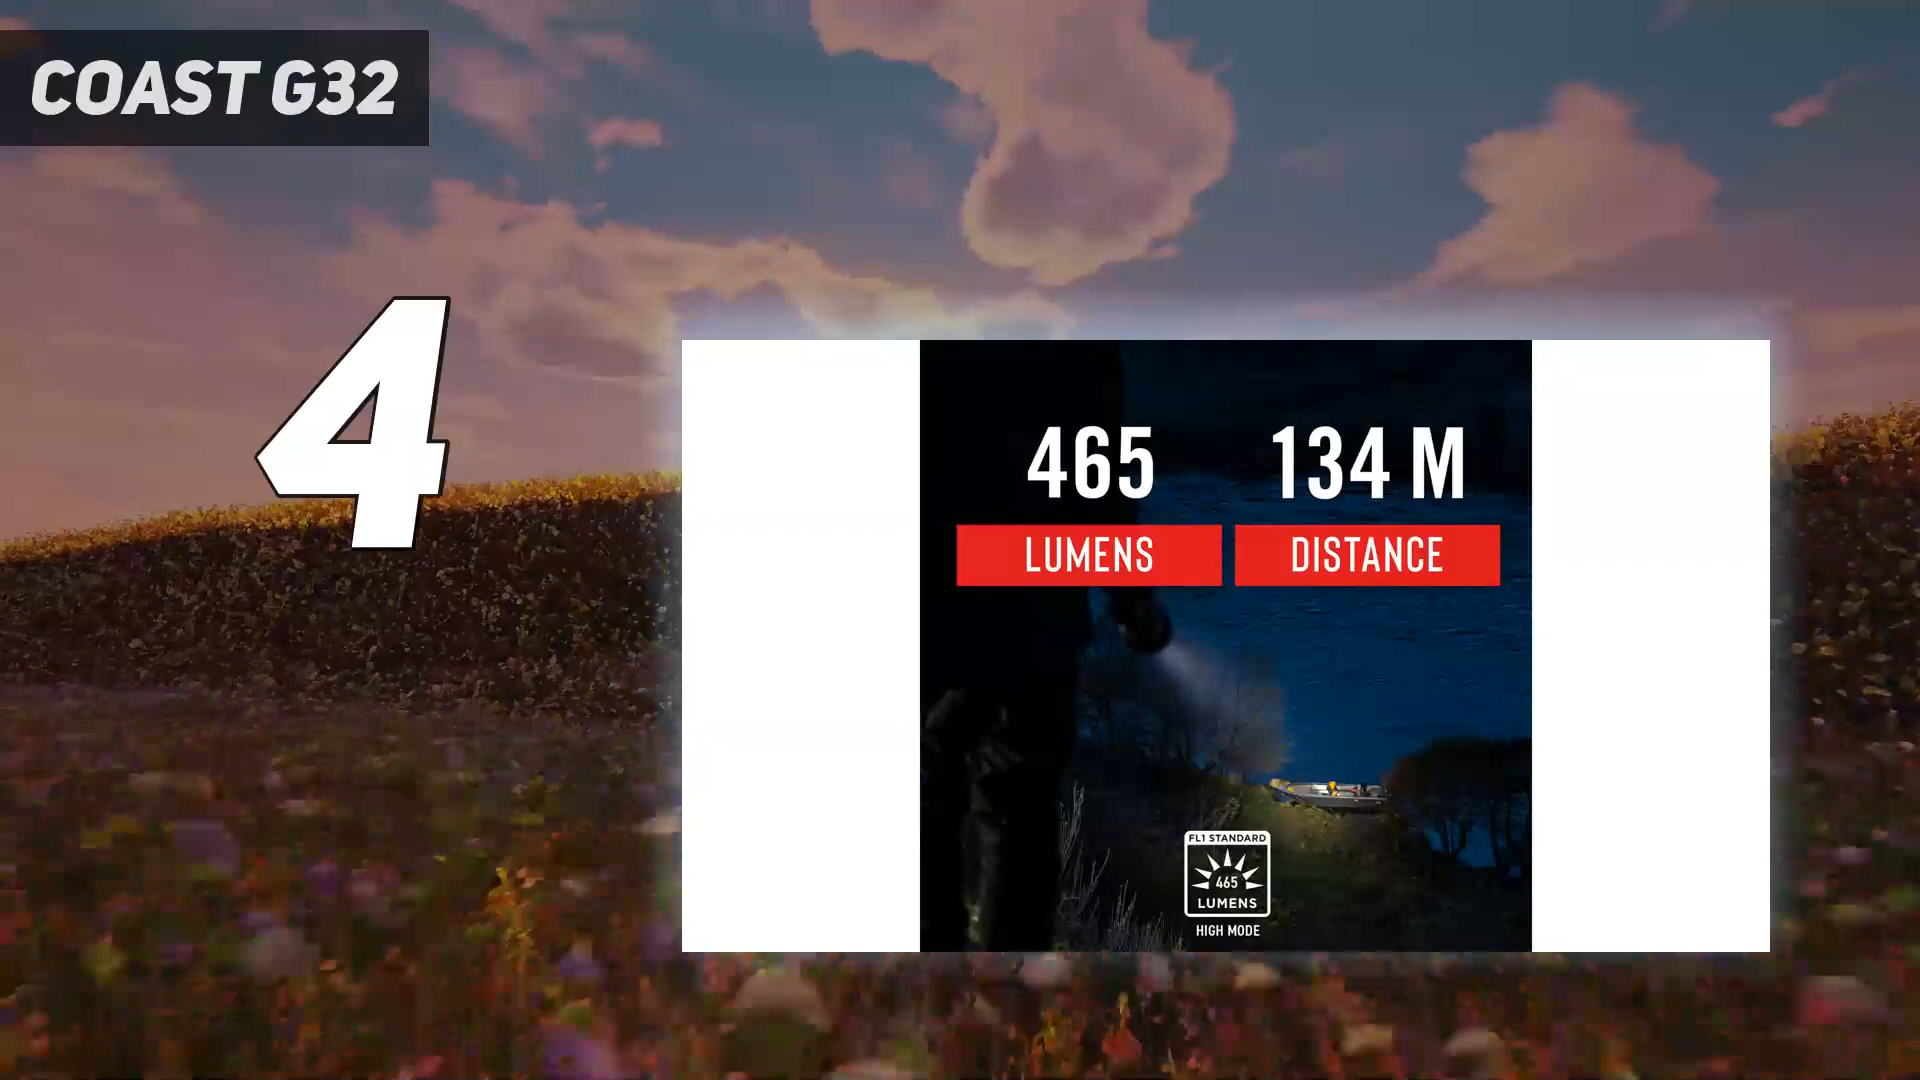 COAST G32
4
465
134 M
LUMENS
DISTANCE
FL1 STANDARD
465
LUMENS
HIGH MODE